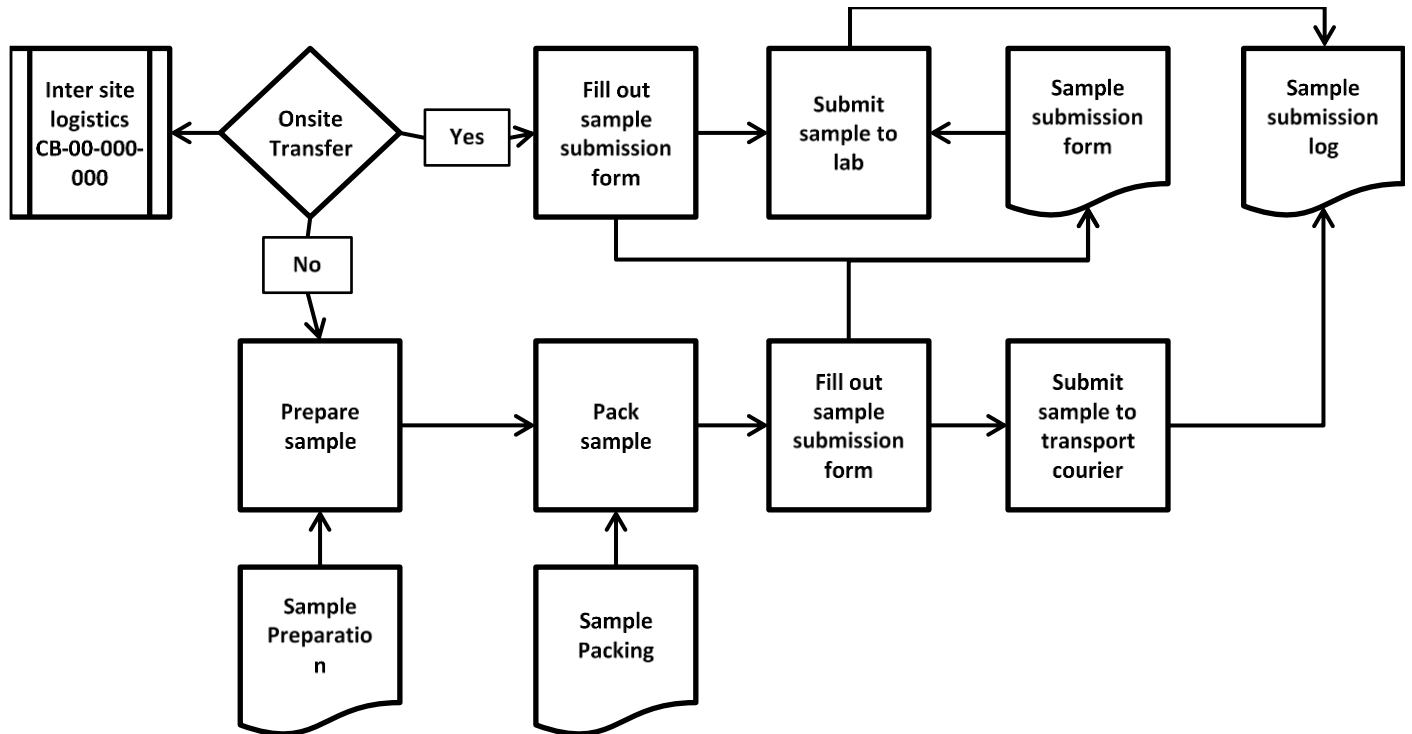 Inter site
logistics
CB-00-000-
000
Onsite
Transfer
Yes
Fill out
sample
submission
form
Submit
sample to
lab
Sample
submission
form
Sample
submission
log
No
Prepare
sample
Pack
sample
Fill out
sample
submission
form
Submit
sample to
transport
courier
Sample
Preparatio
n
Sample
Packing